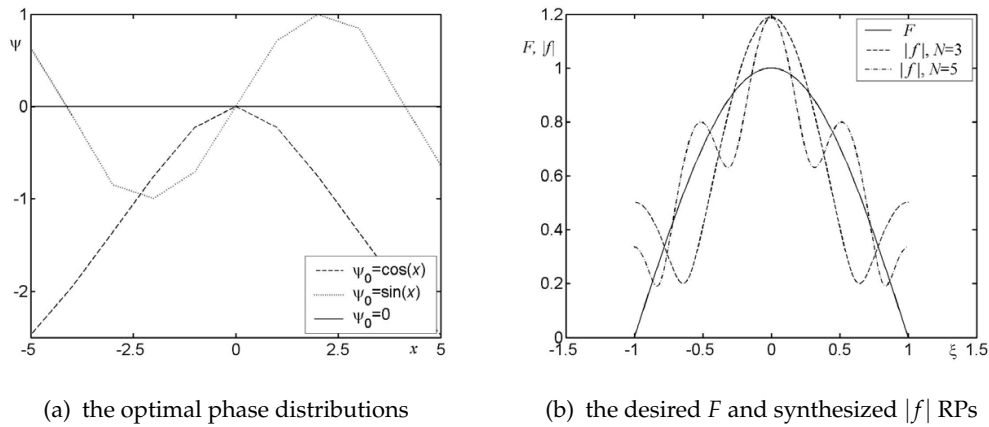 1
ψ
0
-1
-2
-5
-2.5
0
2.5
x
5
ψ₀=cos(x)
ψ₀=sin(x)
ψ₀=0
(a) the optimal phase distributions
1.2
F, |f|
1.0
0.8
0.6
0.4
0.2
0
-1.5
-1
-0.5
0
0.5
1
ξ
1.5
F
|f|, N=3
|f|, N=5
(b) the desired F and synthesized |f| RPs